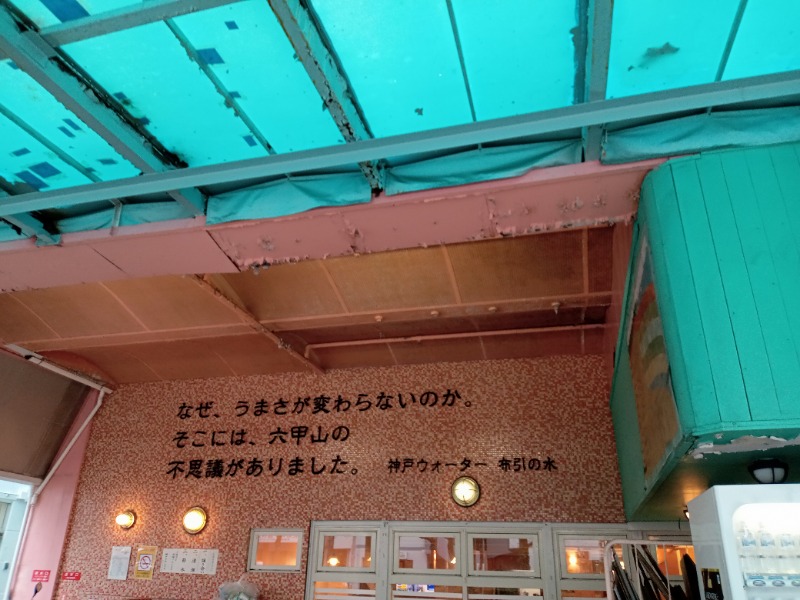 なぜ、うまさが変わらないのか。
そこには、六甲山の
不思議がありました。 神戸ウォーター 布引の水